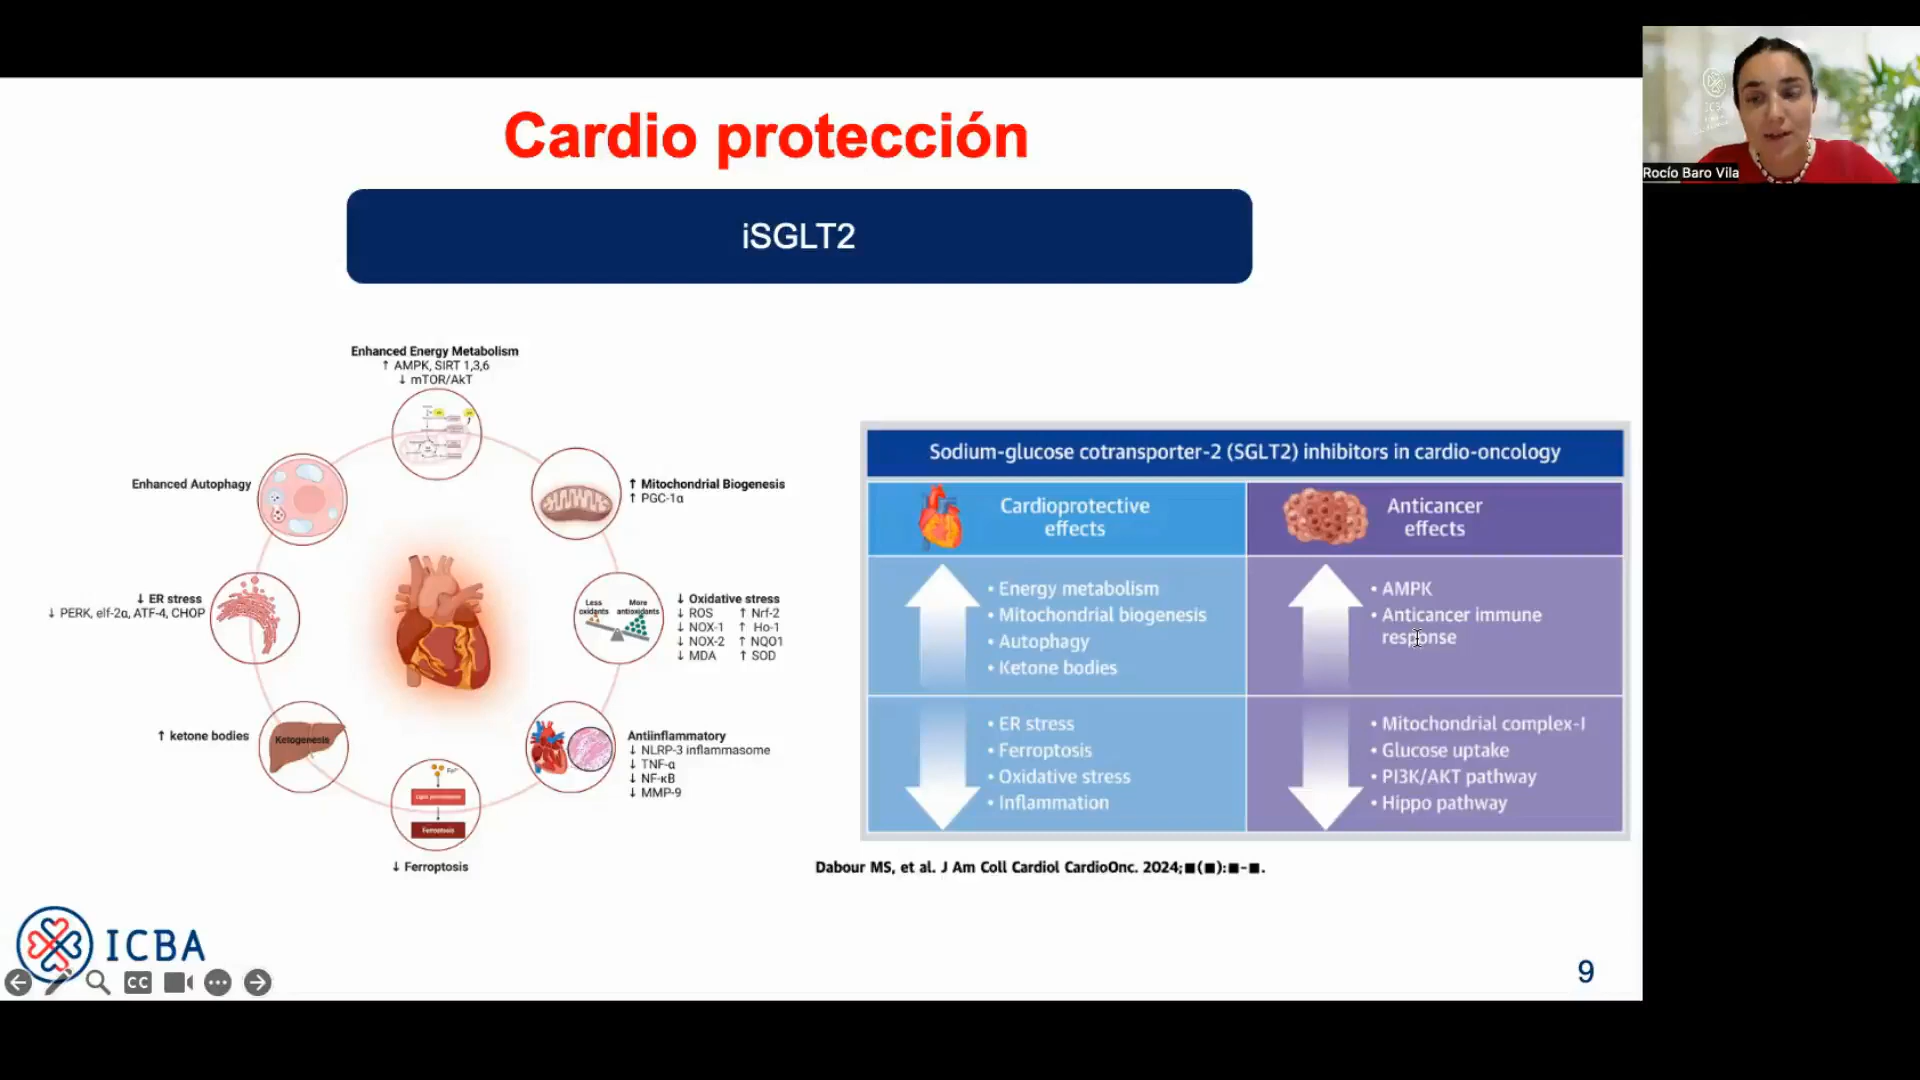 Cardio protección
iSGLT2
Rocío Baro Vila
Enhanced Energy Metabolism
↑ AMPK, SIRT 1,3,6
↓ mTOR/AkT
Enhanced Autophagy
↑ Mitochondrial Biogenesis
↑ PGC-1α
↓ ER stress
↓ PERK, elf-2α, ATF-4, CHOP
Less oxidants
More antioxidants
↓ Oxidative stress
↓ ROS ↑ Nrf-2
↓ NOX-1 ↑ Ho-1
↓ NOX-2 ↑ NQO1
↓ MDA ↑ SOD
↑ ketone bodies
Ketogenesis
Antiinflammatory
↓ NLRP-3 inflammasome
↓ TNF-α
↓ NF-κB
↓ MMP-9
Ferroptosis
↓ Ferroptosis
Sodium-glucose cotransporter-2 (SGLT2) inhibitors in cardio-oncology
Cardioprotective
effects
• Energy metabolism
• Mitochondrial biogenesis
• Autophagy
• Ketone bodies
• ER stress
• Ferroptosis
• Oxidative stress
• Inflammation
Anticancer
effects
• AMPK
• Anticancer immune
response
• Mitochondrial complex-I
• Glucose uptake
• PI3K/AKT pathway
• Hippo pathway
Dabour MS, et al. J Am Coll Cardiol CardioOnc. 2024;■(■):■-■.
ICBA
CC
9